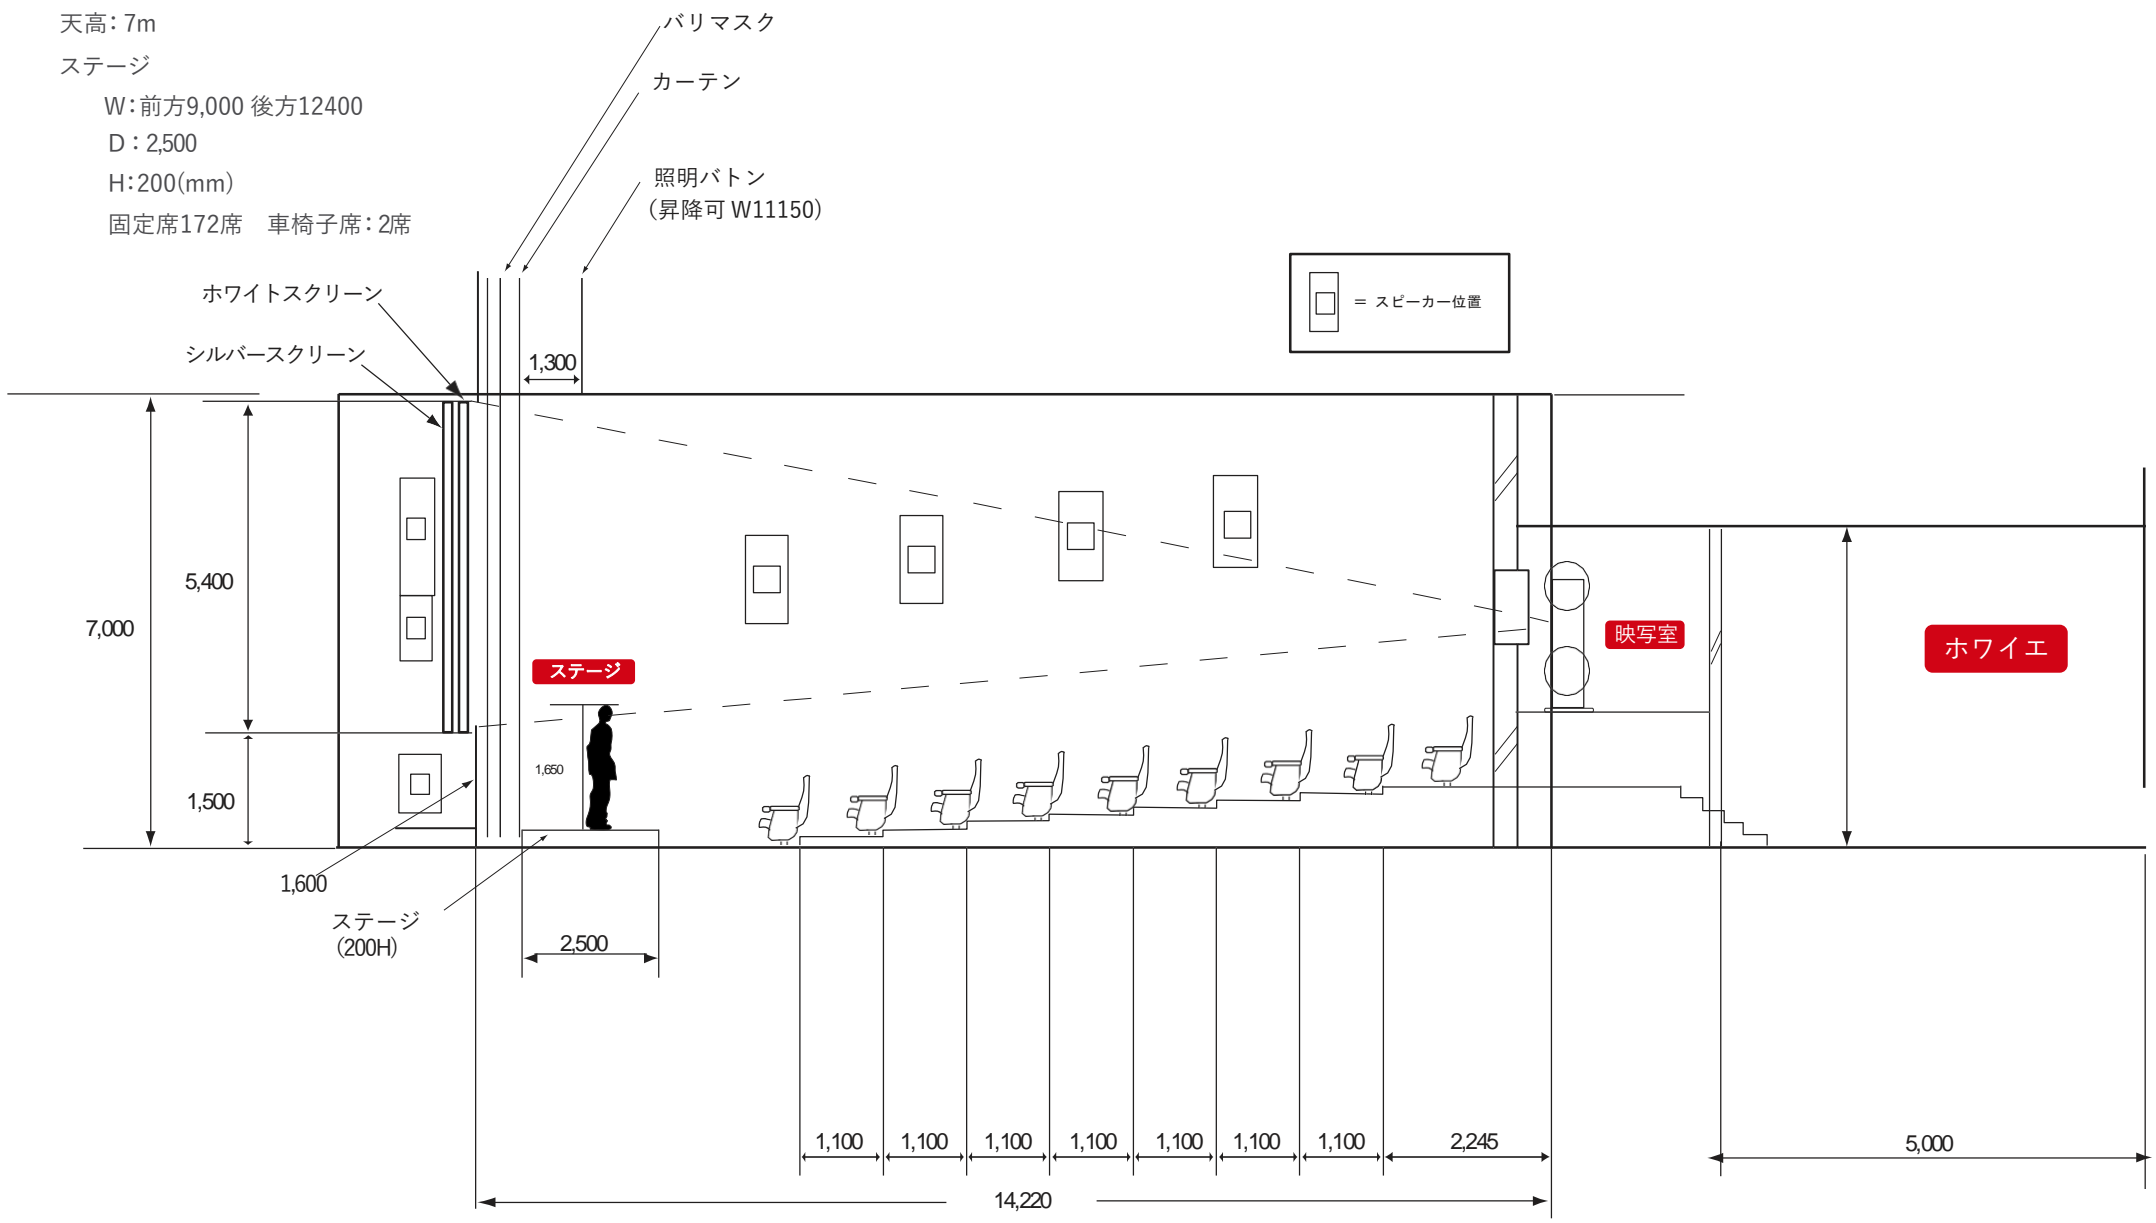 天高：7m
ステージ
W：前方9,000 後方12400
D：2,500
H：200(mm)
固定席172席　車椅子席：2席
バリマスク
カーテン
照明バトン
（昇降可 W11150）
ホワイトスクリーン
シルバースクリーン
1,300
= スピーカー位置
5,400
7,000
1,500
1,600
ステージ
1,650
映写室
ホワイエ
ステージ
(200H)
2,500
1,100
1,100
1,100
1,100
1,100
1,100
1,100
2,245
5,000
14,220